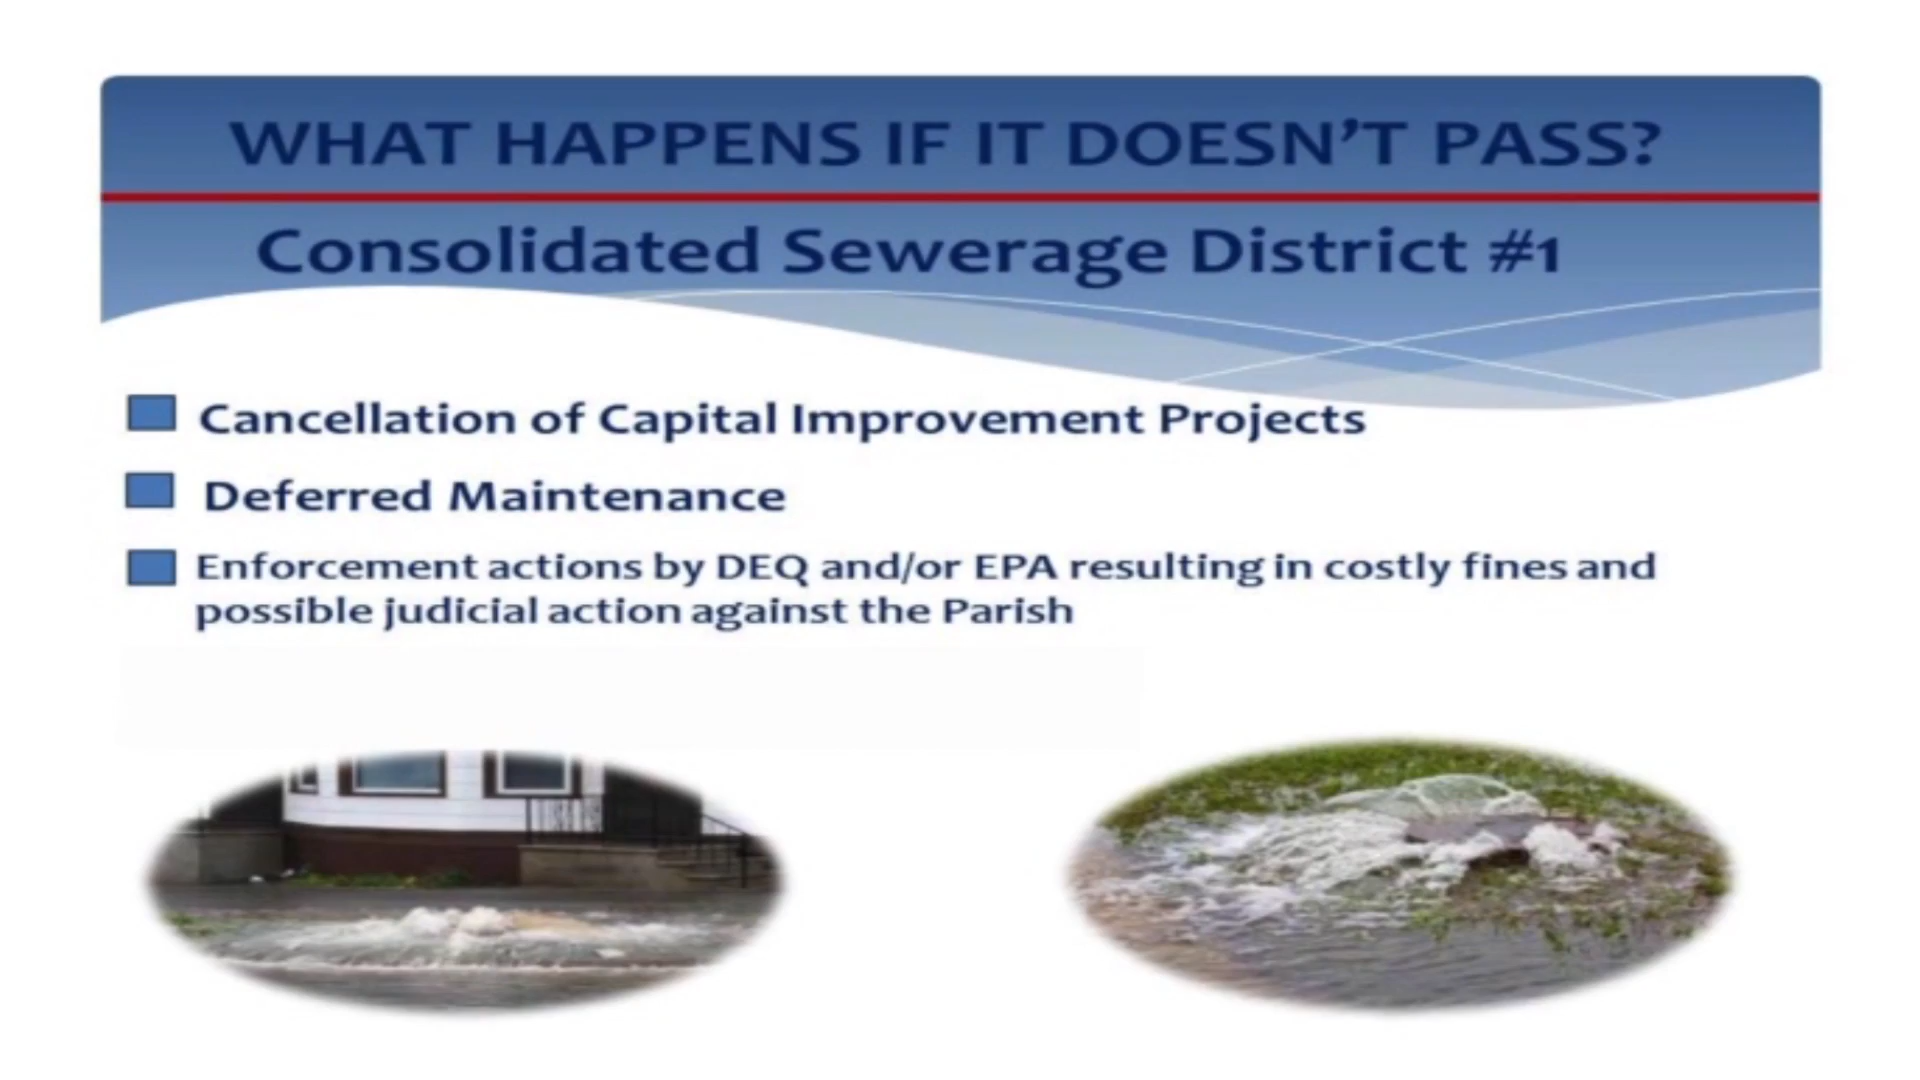 WHAT HAPPENS IF IT DOESN'T PASS?
Consolidated Sewerage District #1
Cancellation of Capital Improvement Projects
Deferred Maintenance
Enforcement actions by DEQ and/or EPA resulting in costly fines and
possible judicial action against the Parish